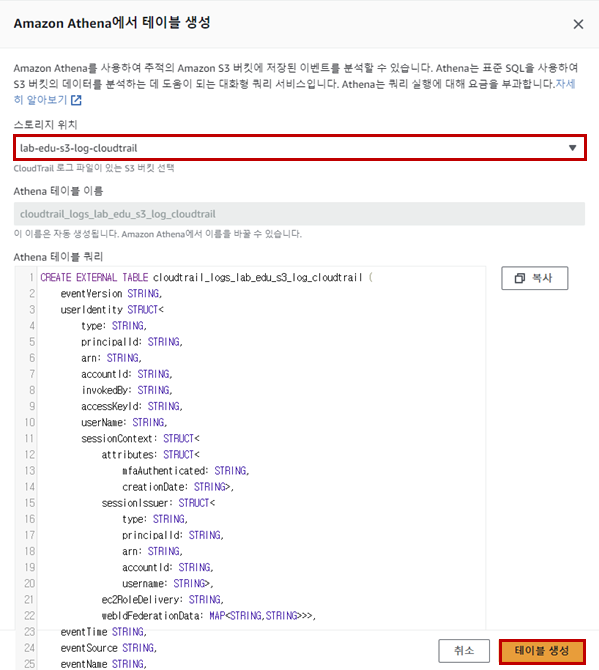 Amazon Athena에서 테이블 생성
Amazon Athena를 사용하여 추적의 Amazon S3 버킷에 저장된 이벤트를 분석할 수 있습니다. Athena는 표준 SQL을 사용하여
S3 버킷의 데이터를 분석하는 데 도움이 되는 대화형 쿼리 서비스입니다. Athena는 쿼리 실행에 대해 요금을 부과합니다.자세
히 알아보기
스토리지 위치
lab-edu-s3-log-cloudtrail
CloudTrail 로그 파일이 있는 S3 버킷 선택
Athena 테이블 이름
cloudtrail_logs_lab_edu_s3_log_cloudtrail
이 이름은 자동 생성됩니다. Amazon Athena에서 이름을 바꿀 수 있습니다.
Athena 테이블 쿼리
복사
1 CREATE EXTERNAL TABLE cloudtrail_logs_lab_edu_s3_log_cloudtrail (
2 eventVersion STRING,
3 userIdentity STRUCT<
4 type: STRING,
5 principalId: STRING,
6 arn: STRING,
7 accountId: STRING,
8 invokedBy: STRING,
9 accessKeyId: STRING,
10 userName: STRING,
11 sessionContext: STRUCT<
12 attributes: STRUCT<
13 mfaAuthenticated: STRING,
14 creationDate: STRING>,
15 sessionIssuer: STRUCT<
16 type: STRING,
17 principalId: STRING,
18 arn: STRING,
19 accountId: STRING,
20 username: STRING>,
21 ec2RoleDelivery: STRING,
22 webIdFederationData: MAP<STRING,STRING>>>,
23 eventTime STRING,
24 eventSource STRING,
25 eventName STRING,
취소
테이블 생성